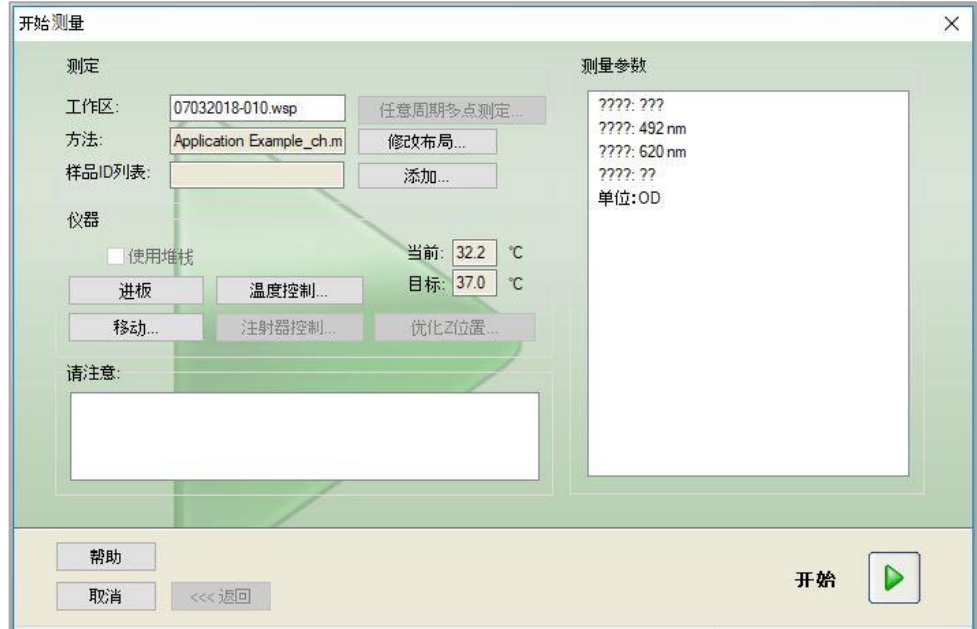 开始测量
测定
工作区: 07032018-010.wsp 任意周期多点测定...
方法: Application Example_ch.m 修改布局...
样品ID列表: 添加...
仪器
使用堆栈 当前: 32.2 ℃
目标: 37.0 ℃
进板 温度控制...
移动... 注射器控制... 优化Z位置...
请注意:
测量参数
????: ???
????: 492 nm
????: 620 nm
????: ??
单位:OD
帮助
取消 <<< 返回
开始